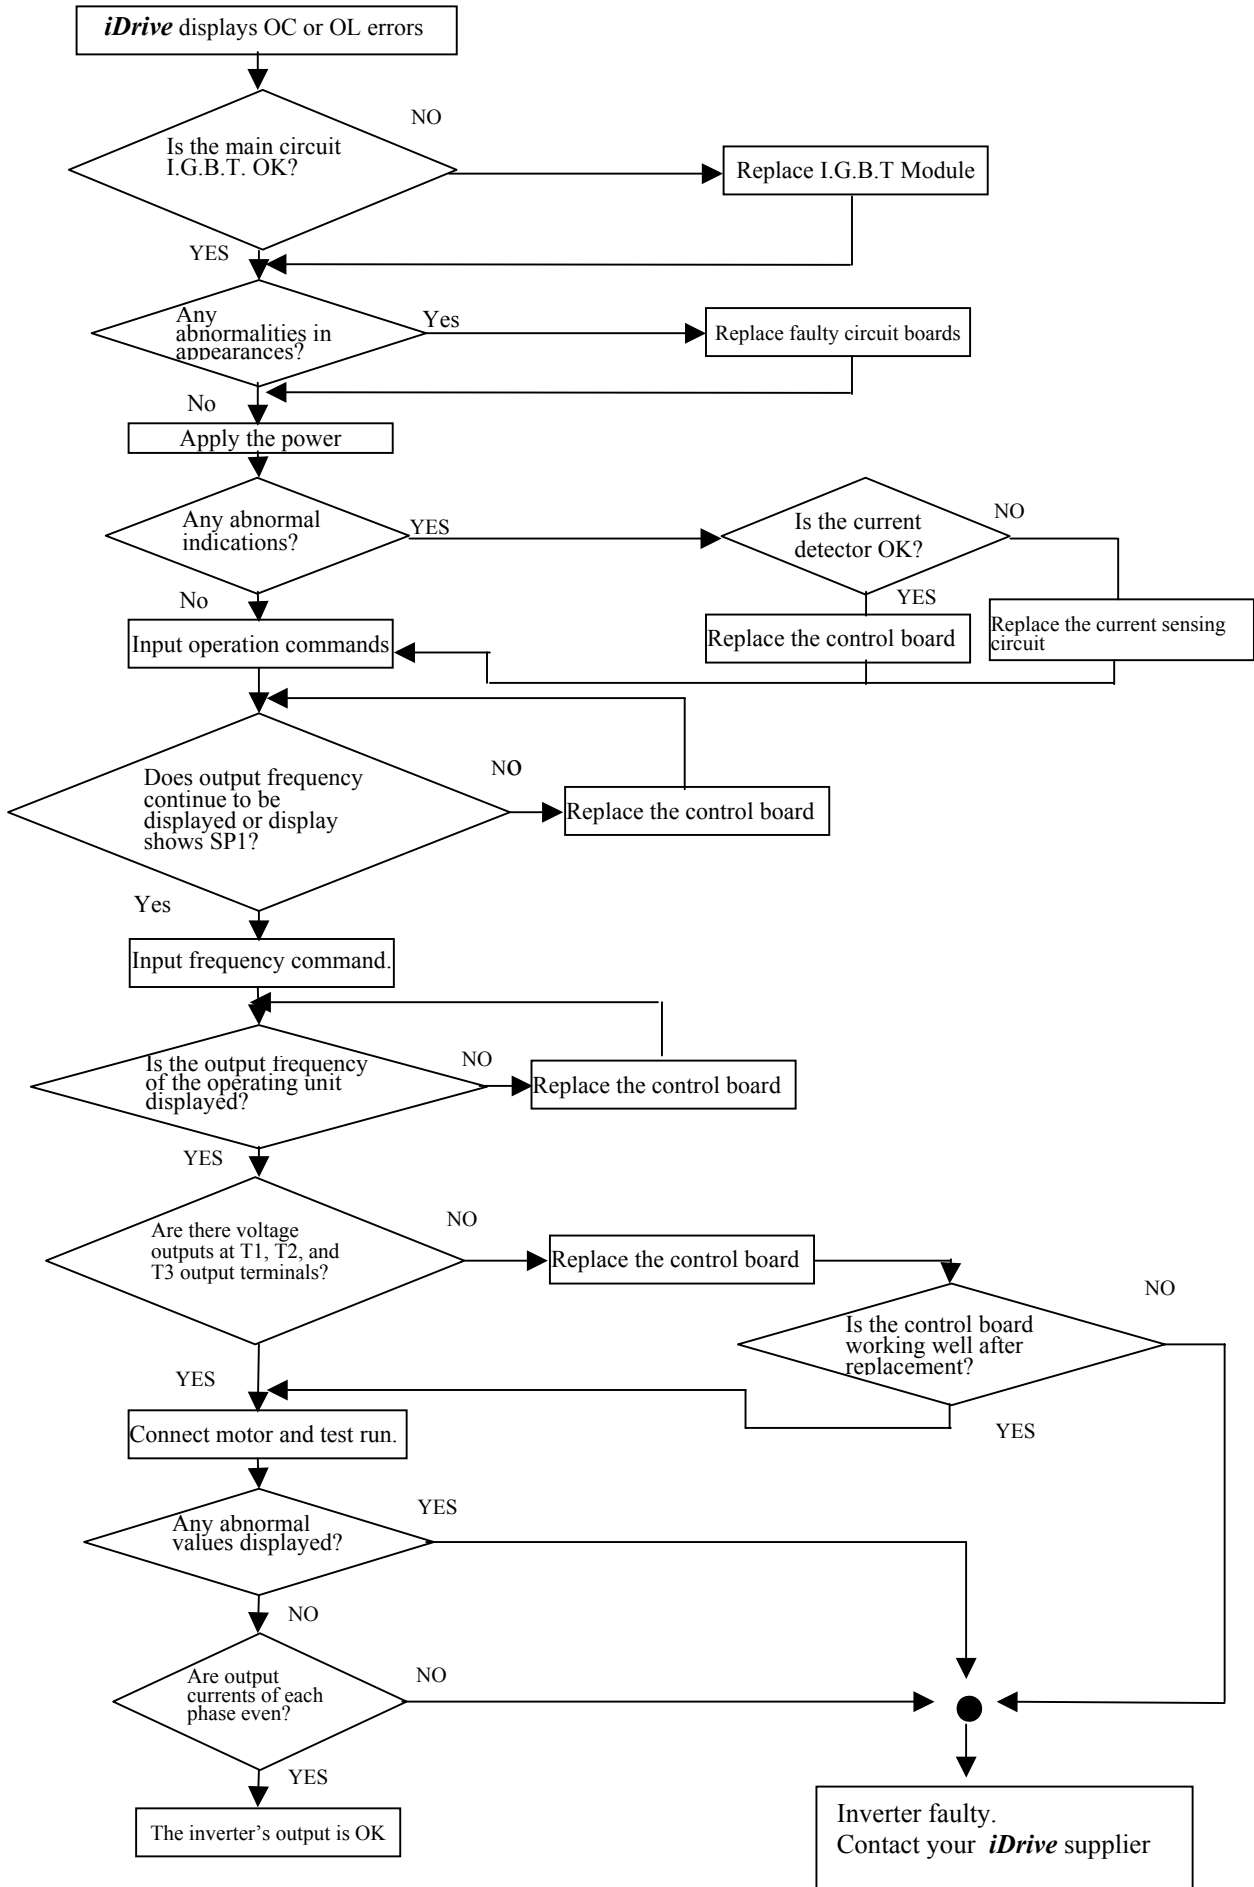 iDrive displays OC or OL errors
NO
Is the main circuit
I.G.B.T. OK?
Replace I.G.B.T Module
YES
Any
abnormalities in
appearances?
Yes
Replace faulty circuit boards
No
Apply the power
Any abnormal
indications?
YES
Is the current
detector OK?
NO
No
YES
Input operation commands
Replace the control board
Replace the current sensing
circuit
Does output frequency
continue to be
displayed or display
shows SP1?
NO
Replace the control board
Yes
Input frequency command.
Is the output frequency
of the operating unit
displayed?
NO
Replace the control board
YES
Are there voltage
outputs at T1, T2, and
T3 output terminals?
NO
Replace the control board
NO
Is the control board
working well after
replacement?
YES
YES
Connect motor and test run.
Any abnormal
values displayed?
YES
NO
Are output
currents of each
phase even?
NO
YES
The inverter's output is OK
Inverter faulty.
Contact your iDrive supplier